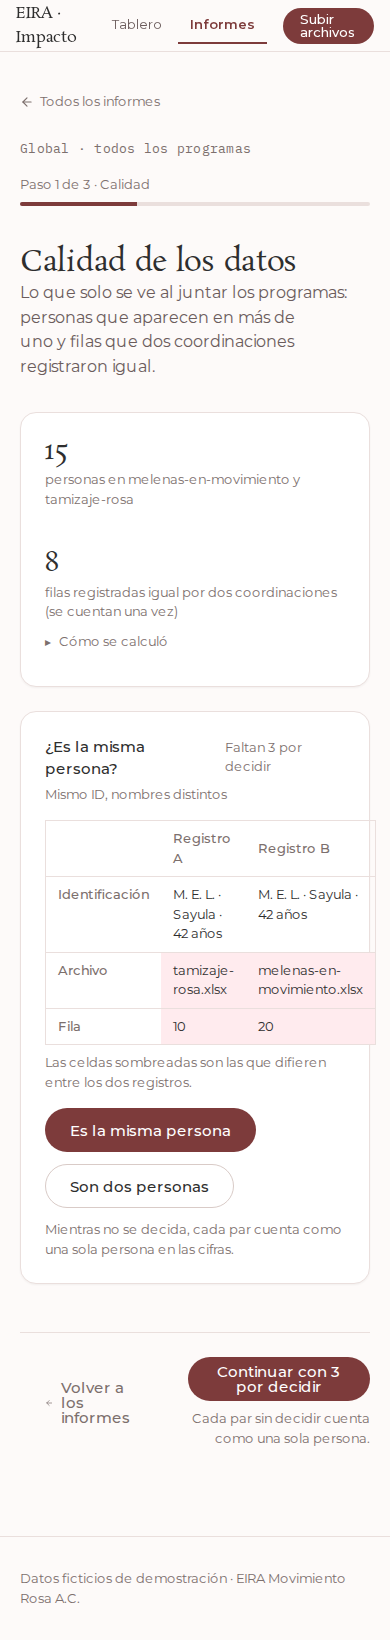 EIRA ·
Impacto
Tablero
Informes
Subir
archivos
← Todos los informes
Global · todos los programas
Paso 1 de 3 · Calidad
Calidad de los datos
Lo que solo se ve al juntar los programas:
personas que aparecen en más de
uno y filas que dos coordinaciones
registraron igual.
15
personas en melenas-en-movimiento y
tamizaje-rosa
8
filas registradas igual por dos coordinaciones
(se cuentan una vez)
▸ Cómo se calculó
¿Es la misma
persona?
Faltan 3 por
decidir
Mismo ID, nombres distintos
Registro
A
Registro B
Identificación
M. E. L. ·
Sayula ·
42 años
M. E. L. · Sayula ·
42 años
Archivo
tamizaje-
rosa.xlsx
melenas-en-
movimiento.xlsx
Fila
10
20
Las celdas sombreadas son las que difieren
entre los dos registros.
Es la misma persona
Son dos personas
Mientras no se decida, cada par cuenta como
una sola persona en las cifras.
← Volver a
los
informes
Continuar con 3
por decidir
Cada par sin decidir cuenta
como una sola persona.
Datos ficticios de demostración · EIRA Movimiento
Rosa A.C.